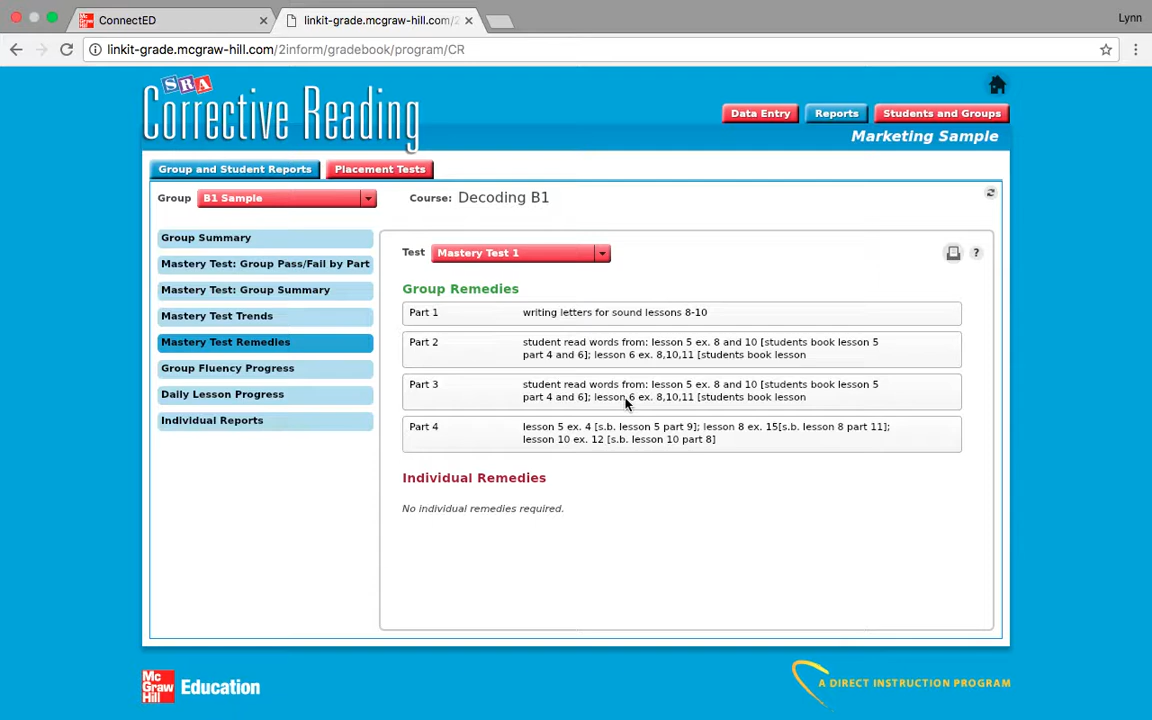 ConnectED
linkit-grade.mcgraw-hill.com/2
Lynn
linkit-grade.mcgraw-hill.com/2inform/gradebook/program/CR
SRA
Corrective Reading
Data Entry
Reports
Students and Groups
Marketing Sample
Group and Student Reports
Placement Tests
Group B1 Sample Course: Decoding B1
Group Summary
Mastery Test: Group Pass/Fail by Part
Mastery Test: Group Summary
Mastery Test Trends
Mastery Test Remedies
Group Fluency Progress
Daily Lesson Progress
Individual Reports
Test Mastery Test 1 ?
Group Remedies
Part 1 writing letters for sound lessons 8-10
Part 2 student read words from: lesson 5 ex. 8 and 10 [students book lesson 5
part 4 and 6]; lesson 6 ex. 8,10,11 [students book lesson
Part 3 student read words from: lesson 5 ex. 8 and 10 [students book lesson 5
part 4 and 6]; lesson 6 ex. 8,10,11 [students book lesson
Part 4 lesson 5 ex. 4 [s.b. lesson 5 part 9]; lesson 8 ex. 15[s.b. lesson 8 part 11];
lesson 10 ex. 12 [s.b. lesson 10 part 8]
Individual Remedies
No individual remedies required.
Mc
Graw
Hill
Education
A DIRECT INSTRUCTION PROGRAM